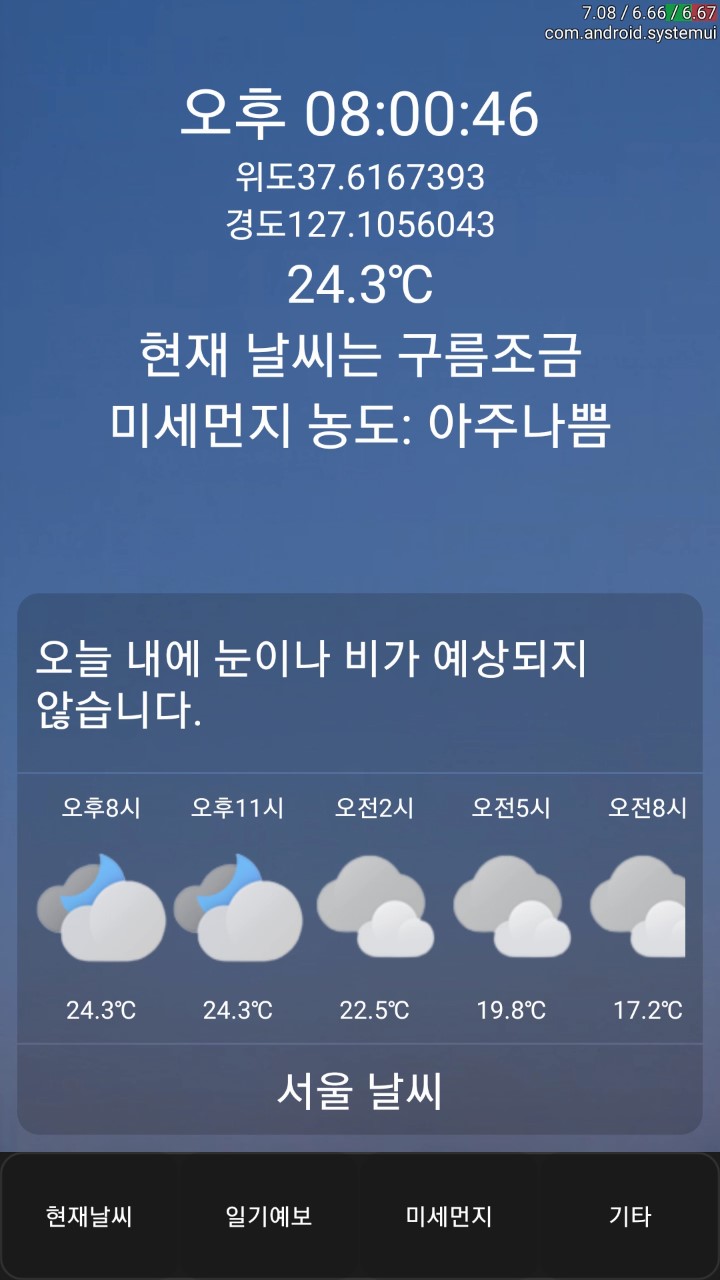 7.08 / 6.66 / 6.67
com.android.systemui
오후 08:00:46
위도37.6167393
경도127.1056043
24.3℃
현재 날씨는 구름조금
미세먼지 농도: 아주나쁨
오늘 내에 눈이나 비가 예상되지
않습니다.
오후8시 오후11시 오전2시 오전5시 오전8시
24.3℃ 24.3℃ 22.5℃ 19.8℃ 17.2℃
서울 날씨
현재날씨 일기예보 미세먼지 기타